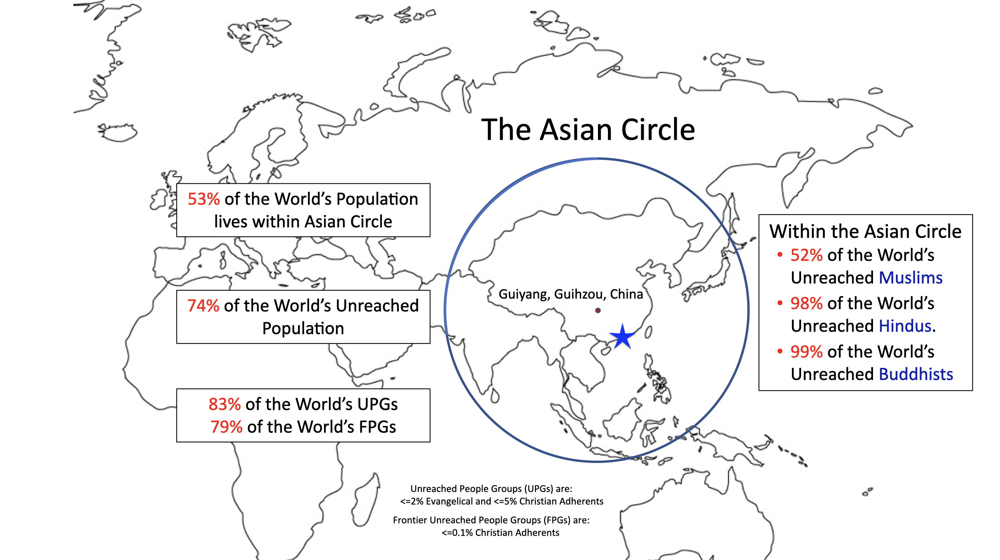 The Asian Circle
53% of the World’s Population
lives within Asian Circle
74% of the World’s Unreached
Population
83% of the World’s UPGs
79% of the World’s FPGs
Guiyang, Guihzou, China
Within the Asian Circle
• 52% of the World’s
Unreached Muslims
• 98% of the World’s
Unreached Hindus.
• 99% of the World’s
Unreached Buddhists
Unreached People Groups (UPGs) are:
<=2% Evangelical and <=5% Christian Adherents
Frontier Unreached People Groups (FPGs) are:
<=0.1% Christian Adherents